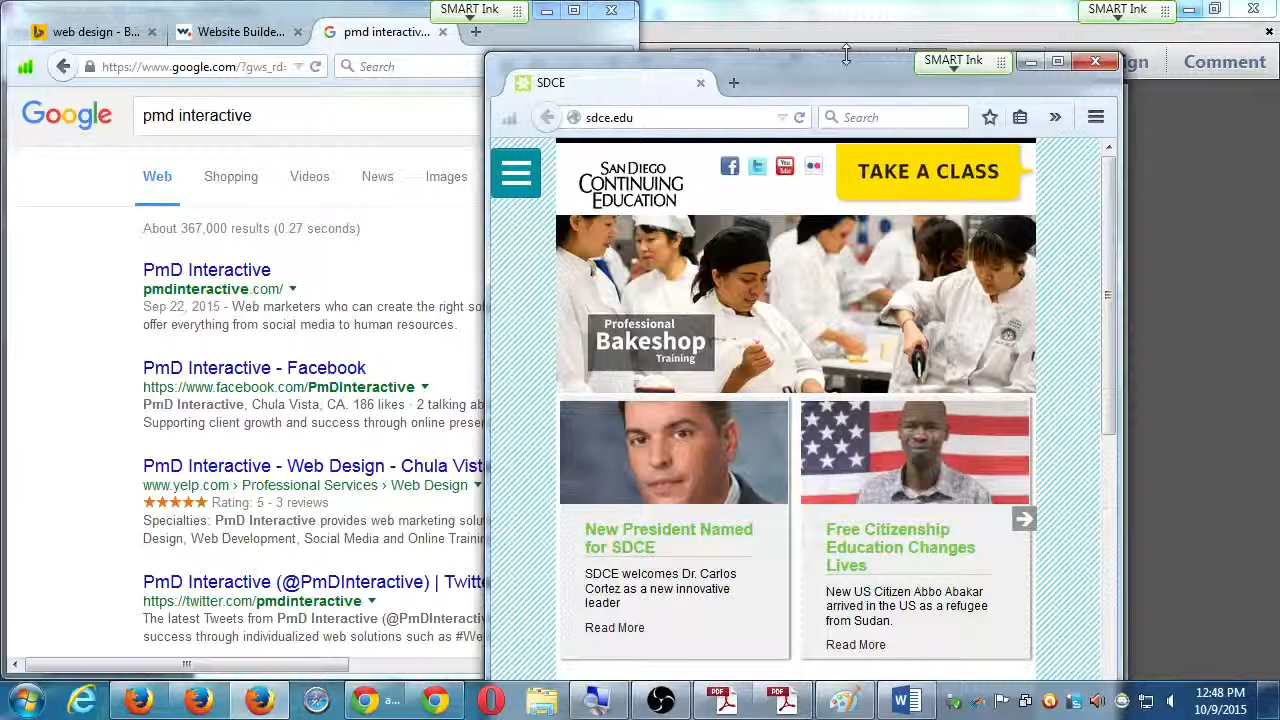 SMART Ink
SMART Ink
web design - B...
Website Builde...
pmd interactiv...
https://www.google.com/?gws_rd=
Search
SMART Ink
Comment
SDCE
sdce.edu
Search
Google
pmd interactive
Web
Shopping
Videos
News
Images
About 367,000 results (0.27 seconds)
PmD Interactive
pmdinteractive.com/
Sep 22, 2015 - Web marketers who can create the right so
offer everything from social media to human resources.
PmD Interactive - Facebook
https://www.facebook.com/PmDInteractive
PmD Interactive, Chula Vista, CA. 186 likes · 2 talking ab
Supporting client growth and success through online prese
PmD Interactive - Web Design - Chula Vist
www.yelp.com › Professional Services › Web Design
Rating: 5 - 3 reviews
Specialties: PmD Interactive provides web marketing solu
Design, Web Development, Social Media and Online Trainin
PmD Interactive (@PmDInteractive) | Twitte
https://twitter.com/pmdinteractive
The latest Tweets from PmD Interactive (@PmDInteractiv
success through individualized web solutions such as #We
SAN DIEGO
CONTINUING
EDUCATION
You
Tube
TAKE A CLASS
Professional
Bakeshop
Training
New President Named
for SDCE
SDCE welcomes Dr. Carlos
Cortez as a new innovative
leader
Read More
Free Citizenship
Education Changes
Lives
New US Citizen Abbo Abakar
arrived in the US as a refugee
from Sudan.
Read More
a...
PDF
PDF
12:48 PM
10/9/2015